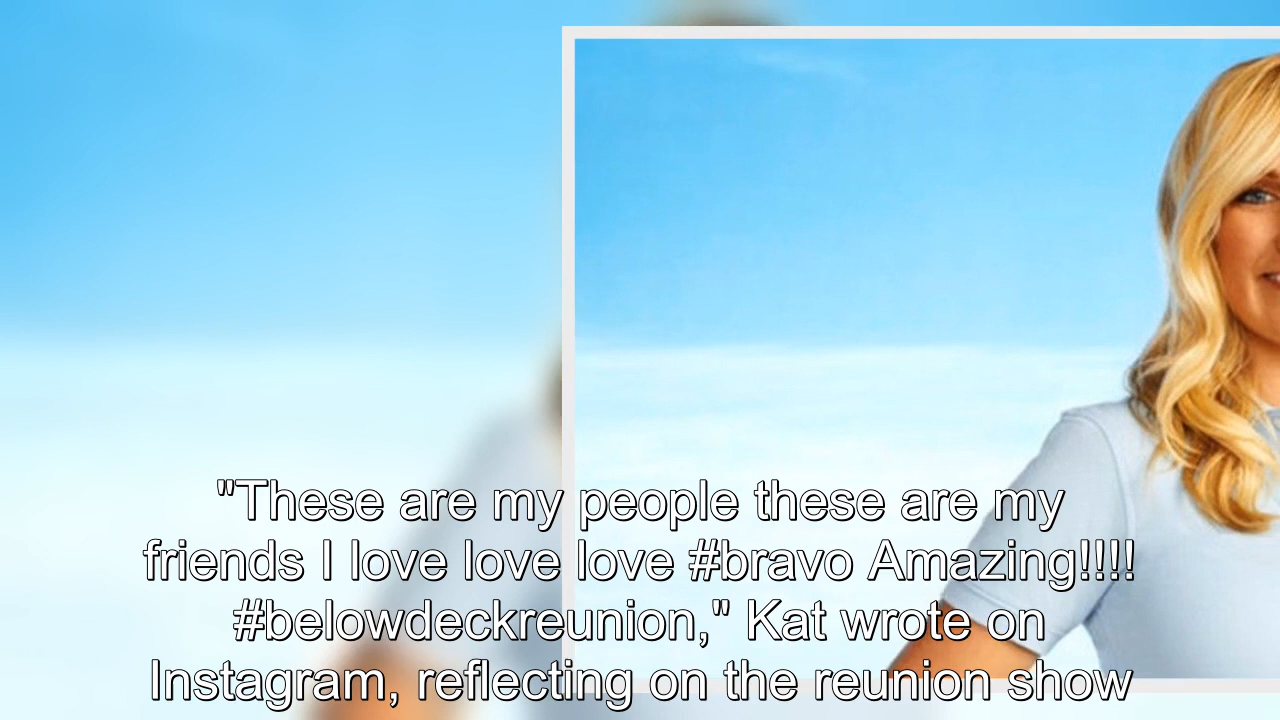 "These are my people these are my
friends I love love love #bravo Amazing!!!!
#belowdeckreunion," Kat wrote on
Instagram, reflecting on the reunion show